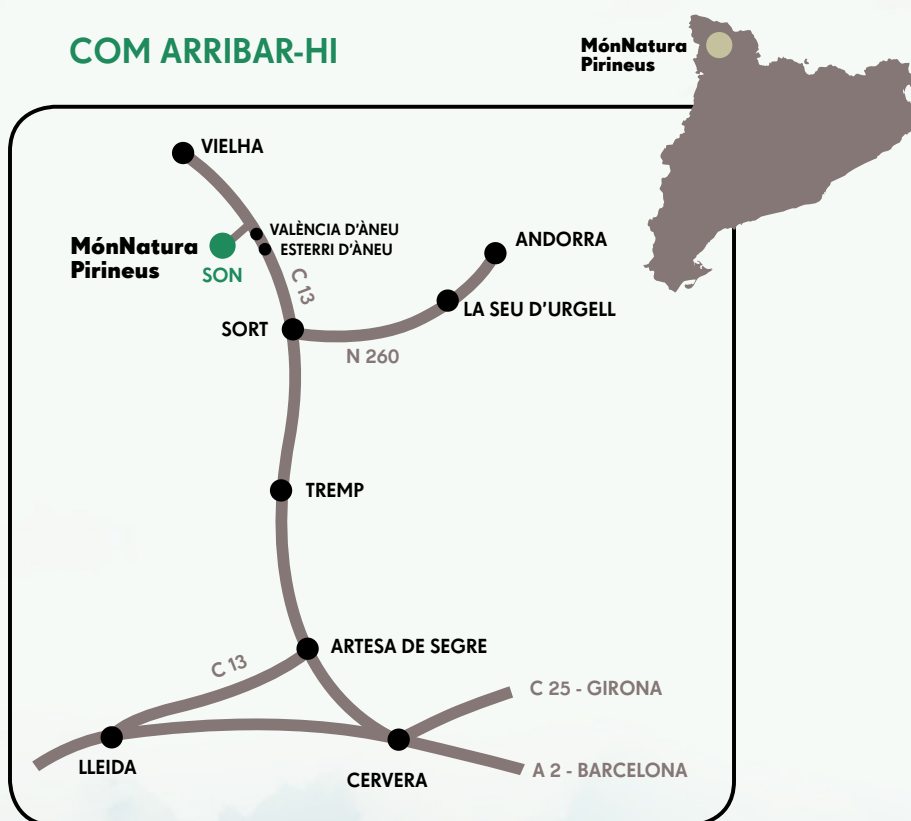 COM ARRIBAR-HI
MónNatura
Pirineus
VIELHA
VALÈNCIA D'ÀNEU
ESTERRI D'ÀNEU
ANDORRA
MónNatura
Pirineus
SON
C 13
LA SEU D'URGELL
SORT
N 260
TREMP
ARTESA DE SEGRE
C 13
C 25 - GIRONA
LLEIDA
CERVERA
A 2 - BARCELONA